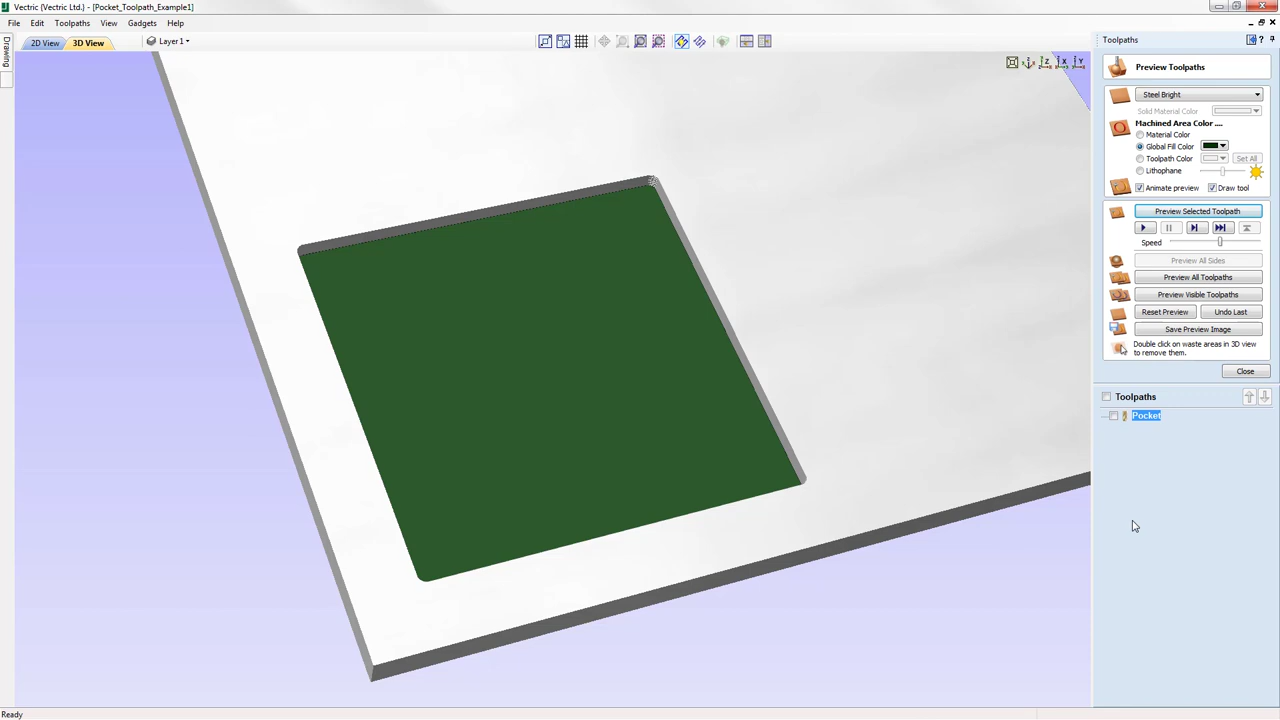 Vectric (Vectric Ltd.) - [Pocket_Toolpath_Example1]
File Edit Toolpaths View Gadgets Help
Drawing
2D View 3D View Layer 1
Toolpaths
Preview Toolpaths
Steel Bright
Solid Material Color
Machined Area Color ....
Material Color
Global Fill Color
Toolpath Color Set All
Lithophane
Animate preview Draw tool
Preview Selected Toolpath
Speed
Preview All Sides
Preview All Toolpaths
Preview Visible Toolpaths
Reset Preview Undo Last
Save Preview Image
Double click on waste areas in 3D view
to remove them.
Close
Toolpaths
Pocket
Ready